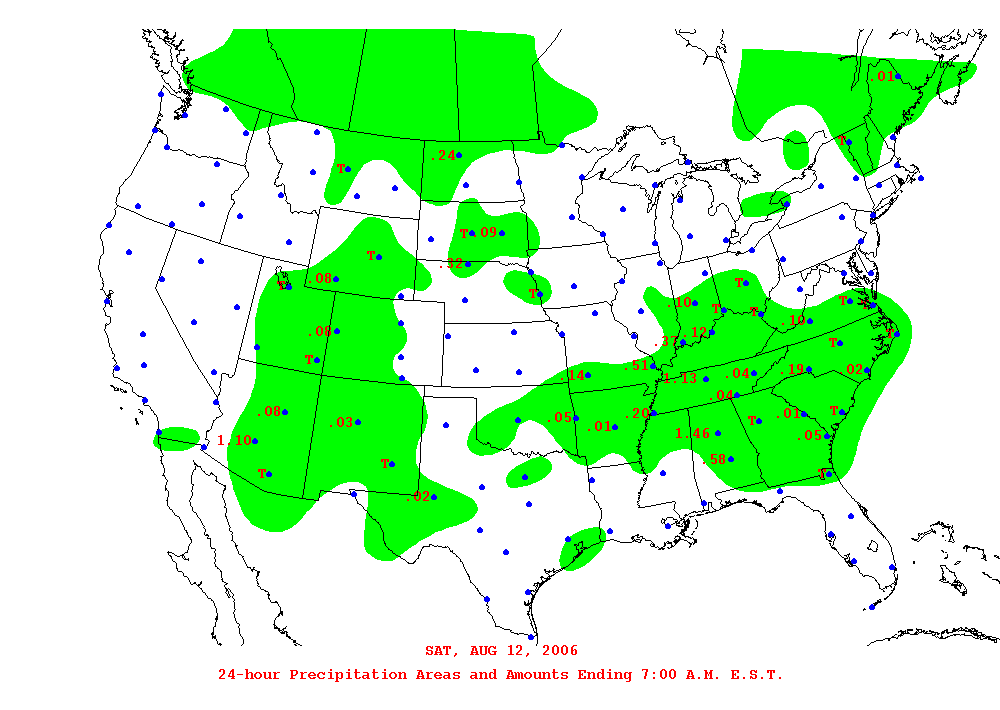 .01
T
.24
T
T .09
T
.32
T
.08
T
T
.10
T
T
T
T
T
.10
T
.08
.12
.37
T
T
.51
.14
1.13
.04
.19
.02
.04
.08
.03
.05
.01
.20
T
.01
T
1.10
1.46
.05
T
T
.58
T
.02
SAT, AUG 12, 2006
24-hour Precipitation Areas and Amounts Ending 7:00 A.M. E.S.T.